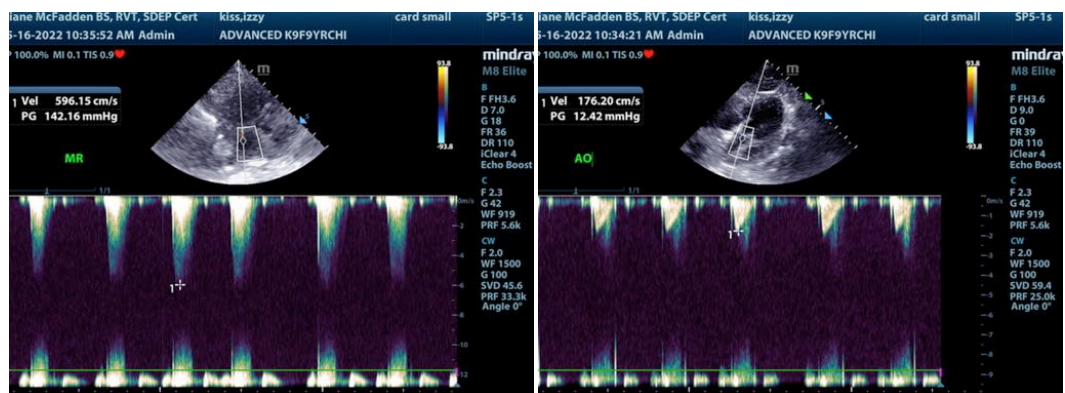 iane McFadden BS, RVT, SDEP Cert kiss,izzy card small SP5-1s
5-16-2022 10:35:52 AM Admin ADVANCED K9F9YRCHI
P 100.0% MI 0.1 TIS 0.9
mindray
M8 Elite
93.8
-93.8
1 Vel 596.15 cm/s
PG 142.16 mmHg
MR
1/1
B
F FH3.6
D 7.0
G 18
FR 36
DR 110
iClear 4
Echo Boost
C
F 2.3
G 42
WF 919
PRF 5.6k
CW
F 2.0
WF 1500
G 100
SVD 45.6
PRF 33.3k
Angle 0°
0m/s
-2
-4
-6
-8
-10
-12
1
iane McFadden BS, RVT, SDEP Cert kiss,izzy card small SP5-1s
5-16-2022 10:34:21 AM Admin ADVANCED K9F9YRCHI
P 100.0% MI 0.1 TIS 0.9
mindray
M8 Elite
93.8
-93.8
1 Vel 176.20 cm/s
PG 12.42 mmHg
AO
1/1
B
F FH3.6
D 9.0
G 0
FR 39
DR 110
iClear 4
Echo Boost
C
F 2.3
G 42
WF 919
PRF 5.6k
CW
F 2.0
WF 1500
G 100
SVD 59.4
PRF 25.0k
Angle 0°
0m/s
-1
-2
-3
-4
-5
-6
-7
-8
-9
1